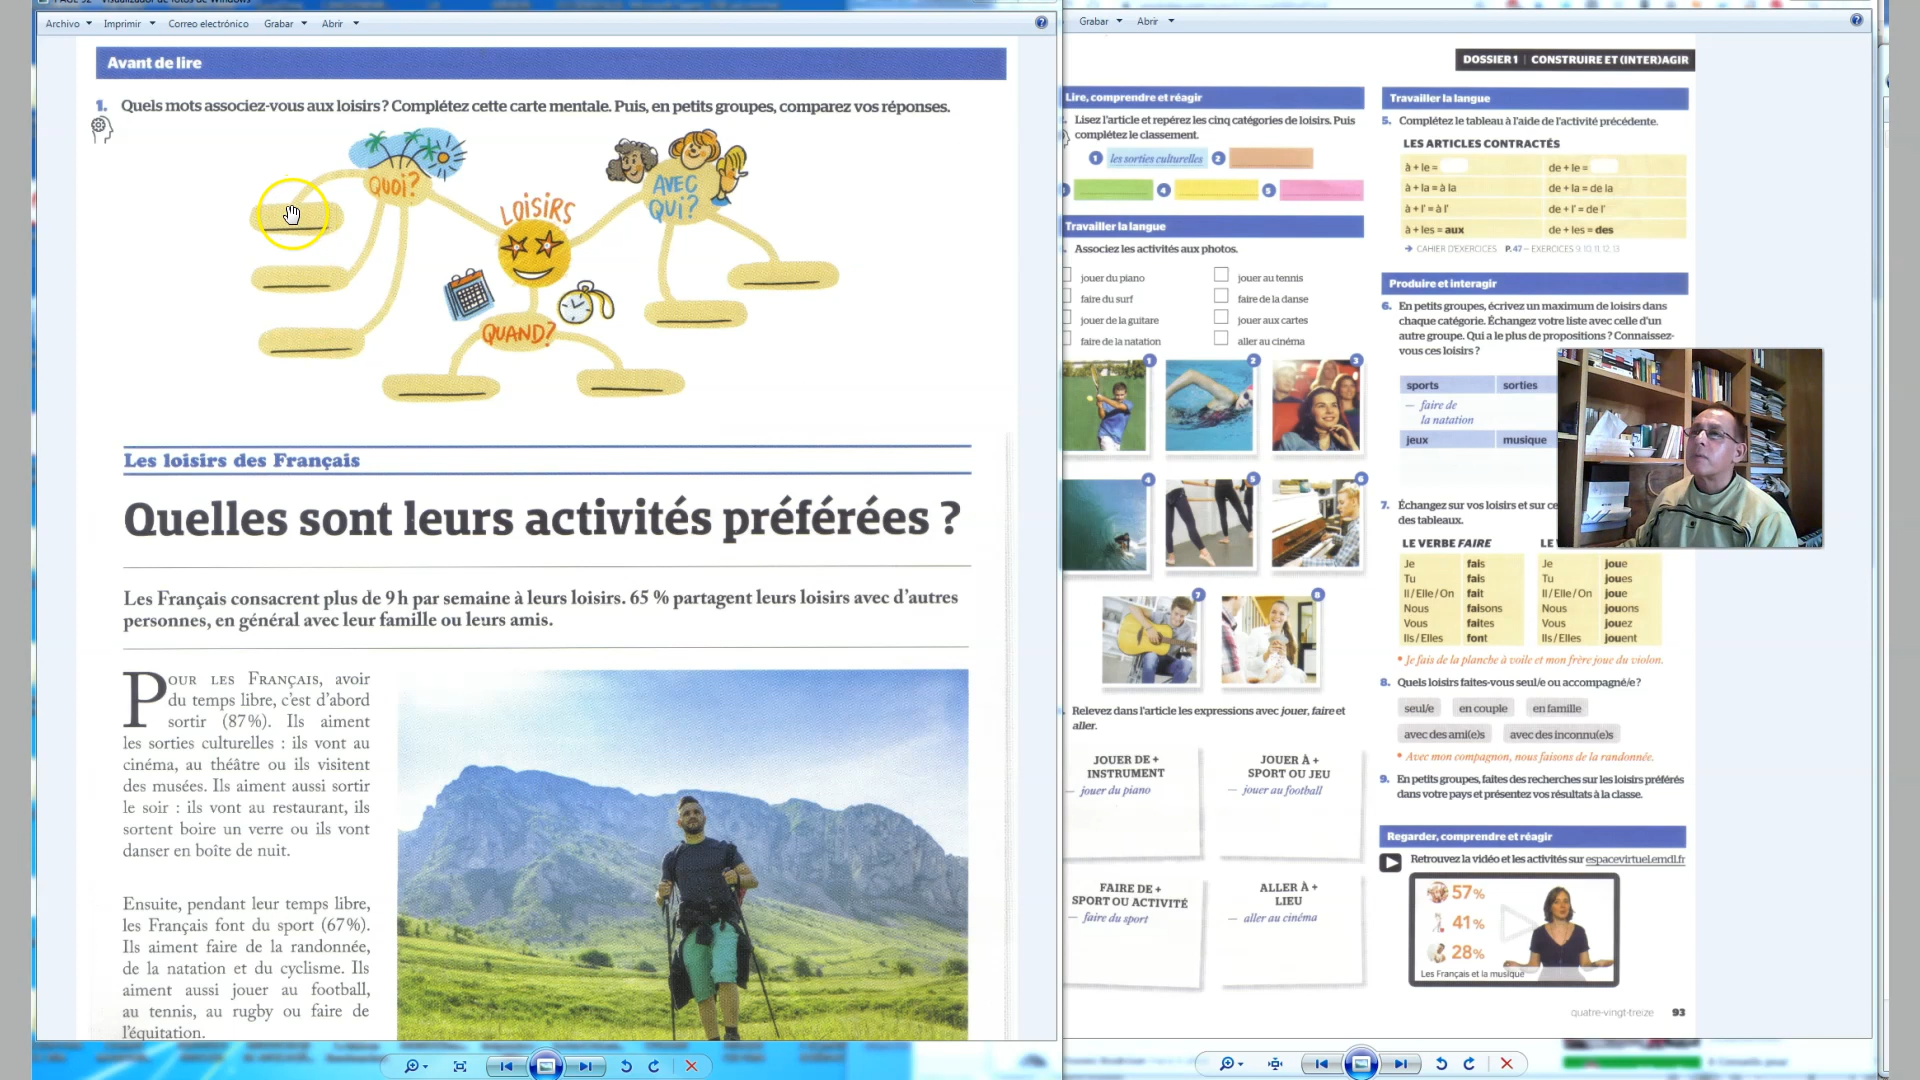 Archivo
Imprimir
Correo electrónico
Grabar
Abrir
Avant de lire
1. Quels mots associez-vous aux loisirs ? Complétez cette carte mentale. Puis, en petits groupes, comparez vos réponses.
QUOI?
LOISIRS
AVEC
QUI?
QUAND?
Les loisirs des Français
Quelles sont leurs activités préférées ?
Les Français consacrent plus de 9 h par semaine à leurs loisirs. 65 % partagent leurs loisirs avec d'autres
personnes, en général avec leur famille ou leurs amis.
POUR LES FRANÇAIS, avoir
du temps libre, c'est d'abord
sortir (87%). Ils aiment
les sorties culturelles : ils vont au
cinéma, au théâtre ou ils visitent
des musées. Ils aiment aussi sortir
le soir : ils vont au restaurant, ils
sortent boire un verre ou ils vont
danser en boîte de nuit.
Ensuite, pendant leur temps libre,
les Français font du sport (67%).
Ils aiment faire de la randonnée,
de la natation et du cyclisme. Ils
aiment aussi jouer au football,
au tennis, au rugby ou faire de
l'équitation.
Grabar
Abrir
DOSSIER 1 | CONSTRUIRE ET (INTER)AGIR
Lire, comprendre et réagir
Lisez l'article et repérez les cinq catégories de loisirs. Puis
complétez le classement.
1 les sorties culturelles 2
4 5
Travailler la langue
Associez les activités aux photos.
jouer du piano
jouer au tennis
faire du surf
faire de la danse
jouer de la guitare
jouer aux cartes
faire de la natation
aller au cinéma
1 2 3
4 5 6
7 8
Relevez dans l'article les expressions avec jouer, faire et
aller.
JOUER DE +
INSTRUMENT
— jouer du piano
JOUER À +
SPORT OU JEU
— jouer au football
FAIRE DE +
SPORT OU ACTIVITÉ
— faire du sport
ALLER À +
LIEU
— aller au cinéma
Travailler la langue
5. Complétez le tableau à l'aide de l'activité précédente.
LES ARTICLES CONTRACTÉS
à + le =
de + le =
à + la = à la
de + la = de la
à + l' = à l'
de + l' = de l'
à + les = aux
de + les = des
→ CAHIER D'EXERCICES P.47 – EXERCICES 9, 10, 11, 12, 13
Produire et interagir
6. En petits groupes, écrivez un maximum de loisirs dans
chaque catégorie. Échangez votre liste avec celle d'un
autre groupe. Qui a le plus de propositions ? Connaissez-
vous ces loisirs ?
sports
sorties
— faire de
la natation
jeux
musique
7. Échangez sur vos loisirs et sur ce
des tableaux.
LE VERBE FAIRE
Je fais
Tu fais
Il / Elle / On fait
Nous faisons
Vous faites
Ils / Elles font
LE
Je joue
Tu joues
Il / Elle / On joue
Nous jouons
Vous jouez
Ils / Elles jouent
• Je fais de la planche à voile et mon frère joue du violon.
8. Quels loisirs faites-vous seul/e ou accompagné/e ?
seul/e
en couple
en famille
avec des ami(e)s
avec des inconnu(e)s
• Avec mon compagnon, nous faisons de la randonnée.
9. En petits groupes, faites des recherches sur les loisirs préférés
dans votre pays et présentez vos résultats à la classe.
Regarder, comprendre et réagir
Retrouvez la vidéo et les activités sur espacevirtuel.emdl.fr
57%
41%
28%
Les Français et la musique
quatre-vingt-treize 93